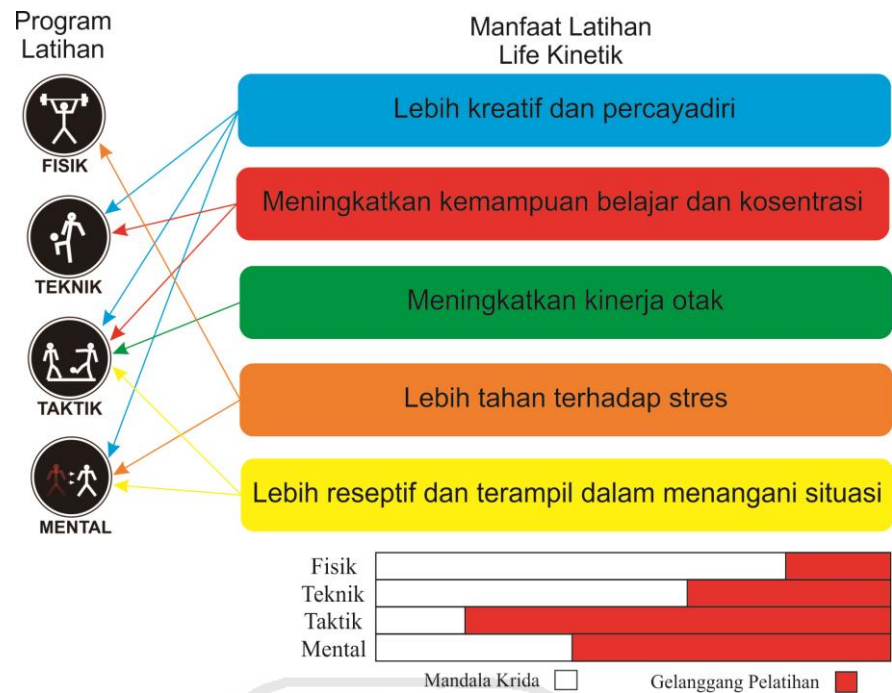 Program
Latihan
Manfaat Latihan
Life Kinetik
FISIK
TEKNIK
TAKTIK
MENTAL
Lebih kreatif dan percayadiri
Meningkatkan kemampuan belajar dan kosentrasi
Meningkatkan kinerja otak
Lebih tahan terhadap stres
Lebih reseptif dan terampil dalam menangani situasi
Fisik
Teknik
Taktik
Mental
Mandala Krida
Gelanggang Pelatihan